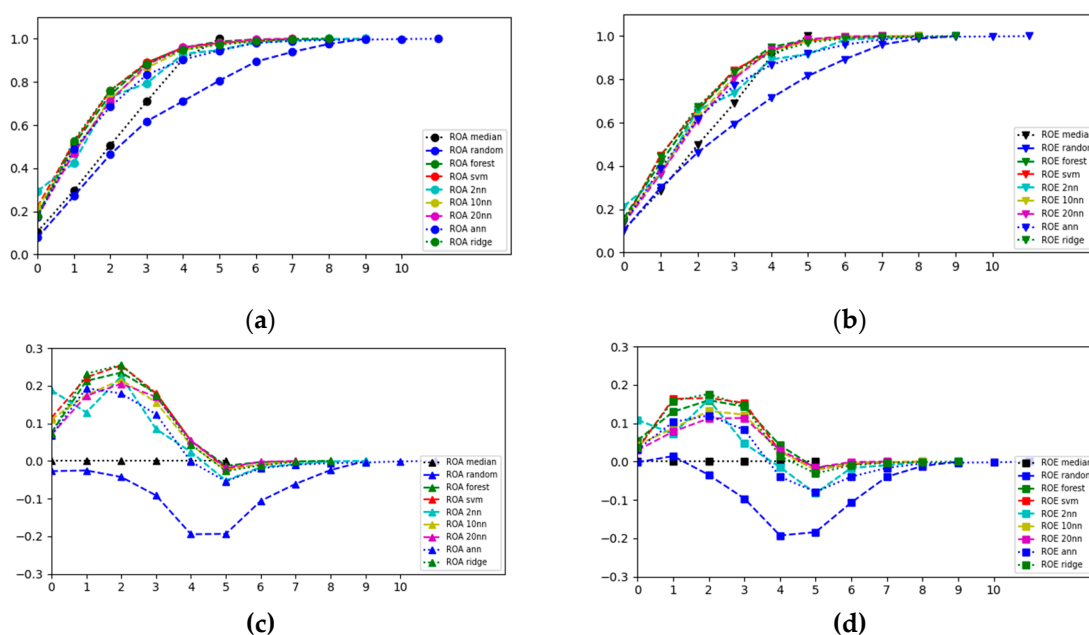 1.0
0.8
0.6
0.4
0.2
0.0
ROA median
ROA random
ROA forest
ROA svm
ROA 2nn
ROA 10nn
ROA 20nn
ROA ann
ROA ridge
0 1 2 3 4 5 6 7 8 9 10
(a)
1.0
0.8
0.6
0.4
0.2
0.0
ROE median
ROE random
ROE forest
ROE svm
ROE 2nn
ROE 10nn
ROE 20nn
ROE ann
ROE ridge
0 1 2 3 4 5 6 7 8 9 10
(b)
0.3
0.2
0.1
0.0
−0.1
−0.2
−0.3
ROA median
ROA random
ROA forest
ROA svm
ROA 2nn
ROA 10nn
ROA 20nn
ROA ann
ROA ridge
0 1 2 3 4 5 6 7 8 9 10
(c)
0.3
0.2
0.1
0.0
−0.1
−0.2
−0.3
ROE median
ROE random
ROE forest
ROE svm
ROE 2nn
ROE 10nn
ROE 20nn
ROE ann
ROE ridge
0 1 2 3 4 5 6 7 8 9 10
(d)